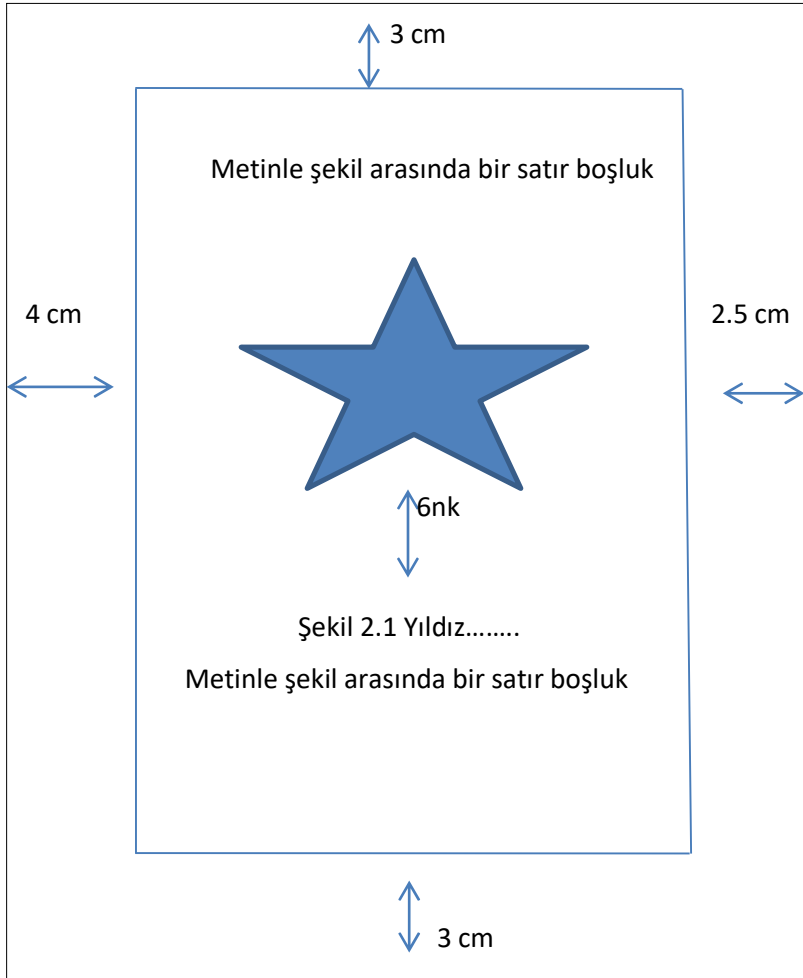 3 cm
Metinle şekil arasında bir satır boşluk
4 cm
2.5 cm
6nk
Şekil 2.1 Yıldız……..
Metinle şekil arasında bir satır boşluk
3 cm